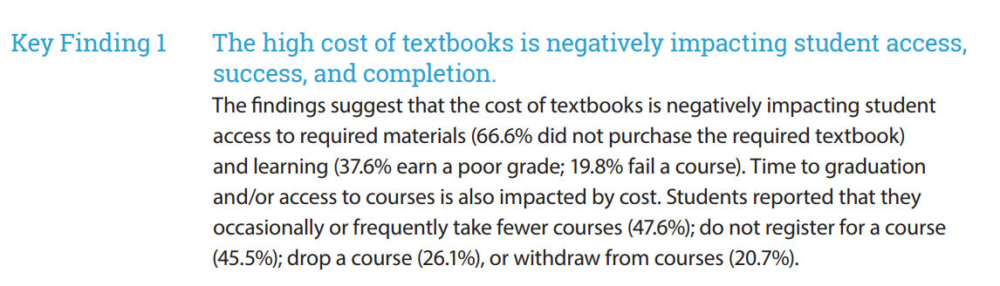 Key Finding 1 The high cost of textbooks is negatively impacting student access,
success, and completion.
The findings suggest that the cost of textbooks is negatively impacting student
access to required materials (66.6% did not purchase the required textbook)
and learning (37.6% earn a poor grade; 19.8% fail a course). Time to graduation
and/or access to courses is also impacted by cost. Students reported that they
occasionally or frequently take fewer courses (47.6%); do not register for a course
(45.5%); drop a course (26.1%), or withdraw from courses (20.7%).